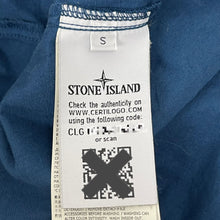 S
STONE ISLAND
Check the authenticity on
WWW.CERTILOGO.COM
using the following code:
CLG
or scan